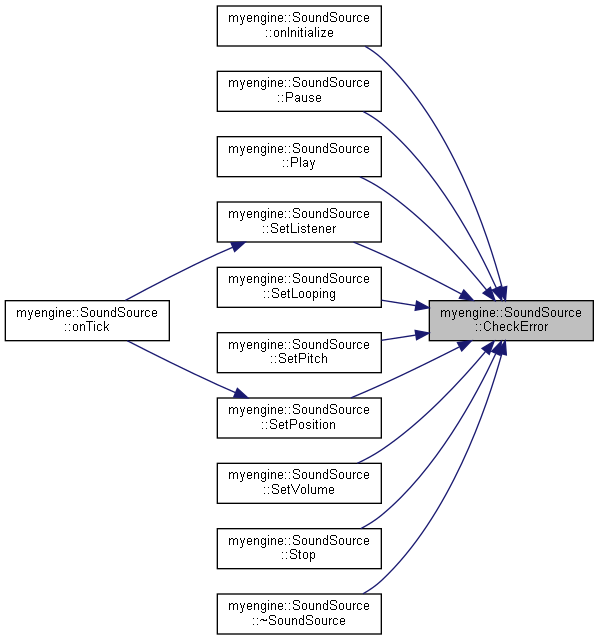 myengine::SoundSource
::onInitialize
myengine::SoundSource
::Pause
myengine::SoundSource
::Play
myengine::SoundSource
::SetListener
myengine::SoundSource
::SetLooping
myengine::SoundSource
::onTick
myengine::SoundSource
::CheckError
myengine::SoundSource
::SetPitch
myengine::SoundSource
::SetPosition
myengine::SoundSource
::SetVolume
myengine::SoundSource
::Stop
myengine::SoundSource
::~SoundSource